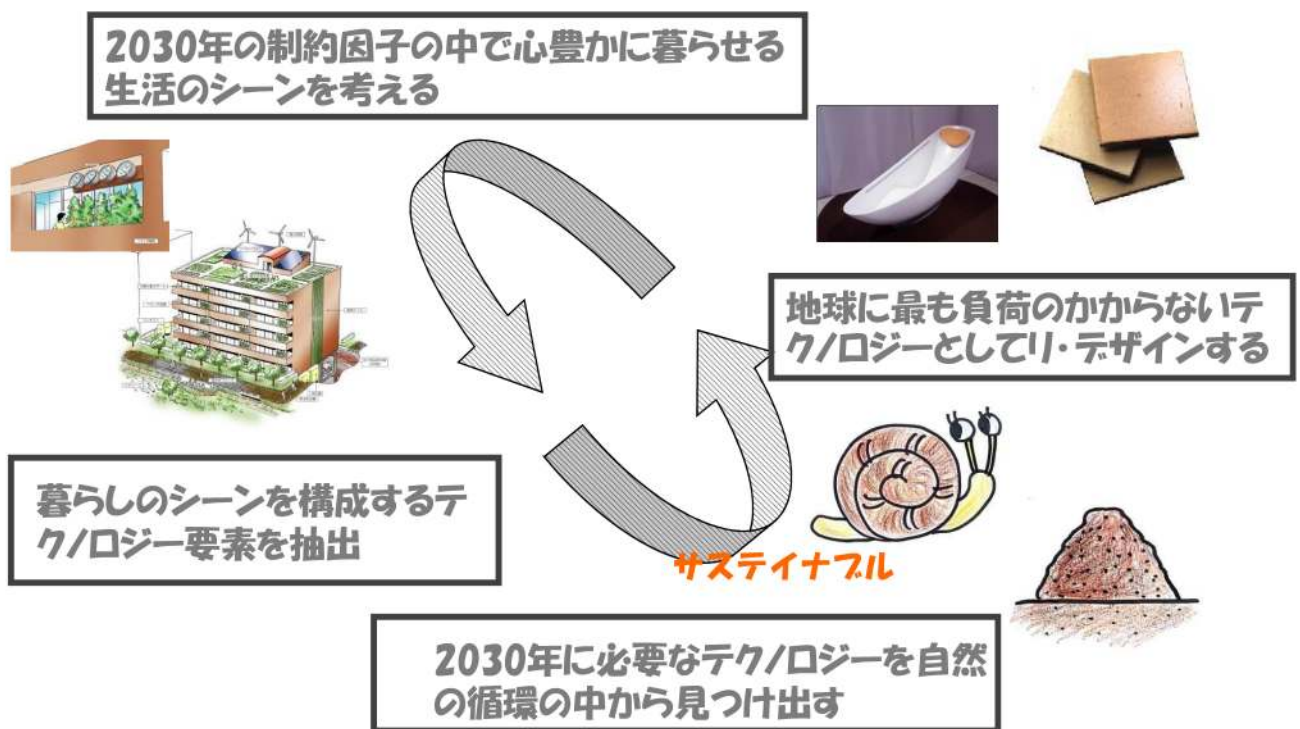 2030年の制約因子の中で心豊かに暮らせる
生活のシーンを考える
地球に最も負荷のかからないテ
クノロジーとしてリ・デザインする
暮らしのシーンを構成するテ
クノロジー要素を抽出
サステイナブル
2030年に必要なテクノロジーを自然
の循環の中から見つけ出す